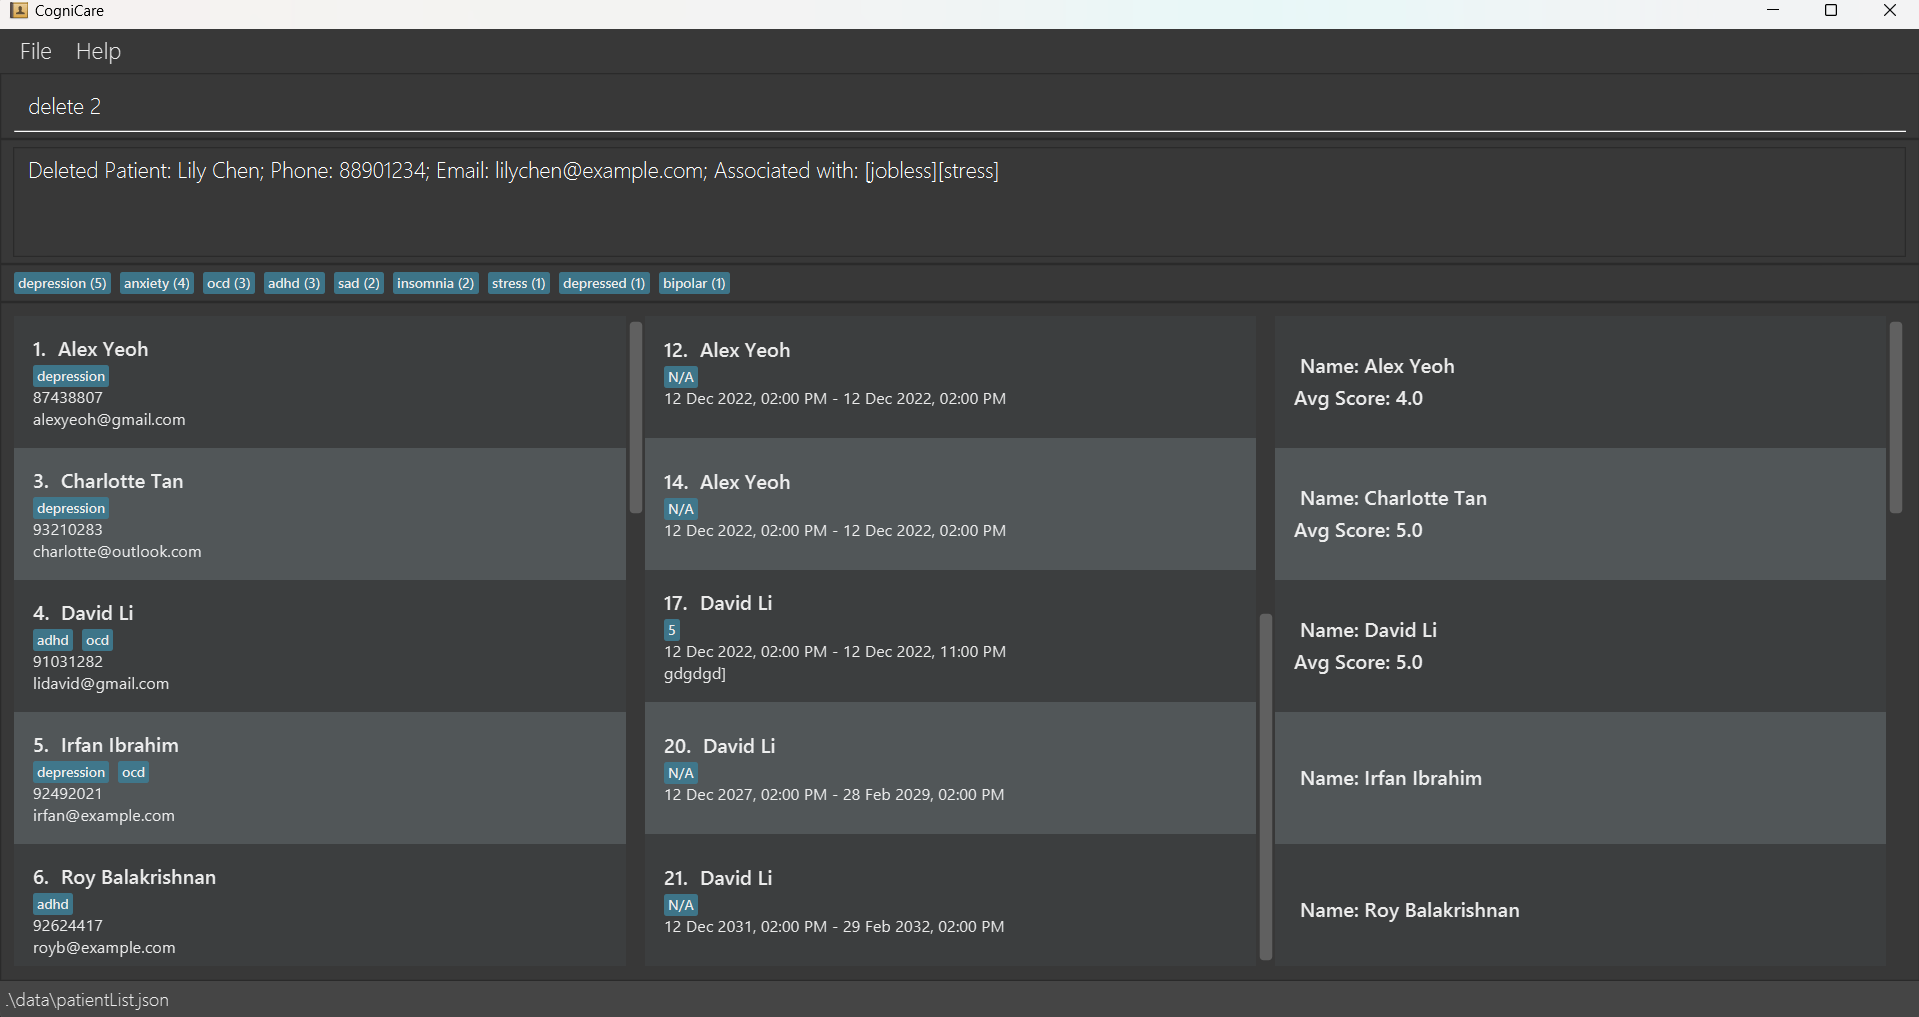 CogniCare
File Help
delete 2
Deleted Patient: Lily Chen; Phone: 88901234; Email: lilychen@example.com; Associated with: [jobless][stress]
depression (5) anxiety (4) ocd (3) adhd (3) sad (2) insomnia (2) stress (1) depressed (1) bipolar (1)
1. Alex Yeoh
depression
87438807
alexyeoh@gmail.com
3. Charlotte Tan
depression
93210283
charlotte@outlook.com
4. David Li
adhd ocd
91031282
lidavid@gmail.com
5. Irfan Ibrahim
depression ocd
92492021
irfan@example.com
6. Roy Balakrishnan
adhd
92624417
royb@example.com
12. Alex Yeoh
N/A
12 Dec 2022, 02:00 PM - 12 Dec 2022, 02:00 PM
14. Alex Yeoh
N/A
12 Dec 2022, 02:00 PM - 12 Dec 2022, 02:00 PM
17. David Li
5
12 Dec 2022, 02:00 PM - 12 Dec 2022, 11:00 PM
gdgdgd]
20. David Li
N/A
12 Dec 2027, 02:00 PM - 28 Feb 2029, 02:00 PM
21. David Li
N/A
12 Dec 2031, 02:00 PM - 29 Feb 2032, 02:00 PM
Name: Alex Yeoh
Avg Score: 4.0
Name: Charlotte Tan
Avg Score: 5.0
Name: David Li
Avg Score: 5.0
Name: Irfan Ibrahim
Name: Roy Balakrishnan
.\data\patientList.json